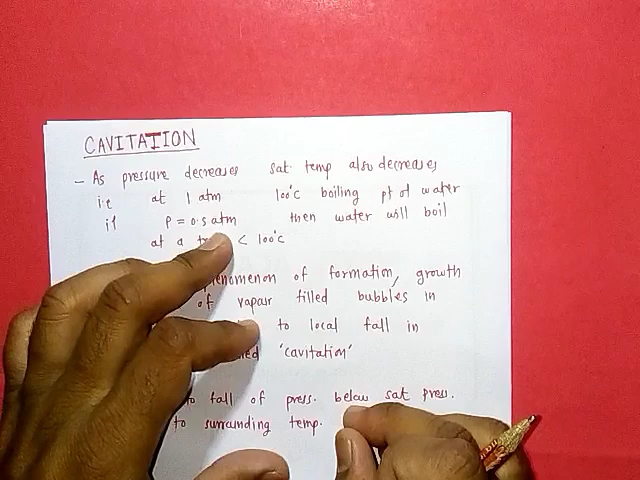 CAVITATION
- As pressure decreases sat. temp also decreases
i.e at 1 atm 100°C boiling pt of water
if P = 0.5 atm then water will boil
at a < 100°C
phenomenon of formation, growth
of vapour filled bubbles in
to local fall in
'cavitation'
to fall of press. below sat press.
to surrounding temp.